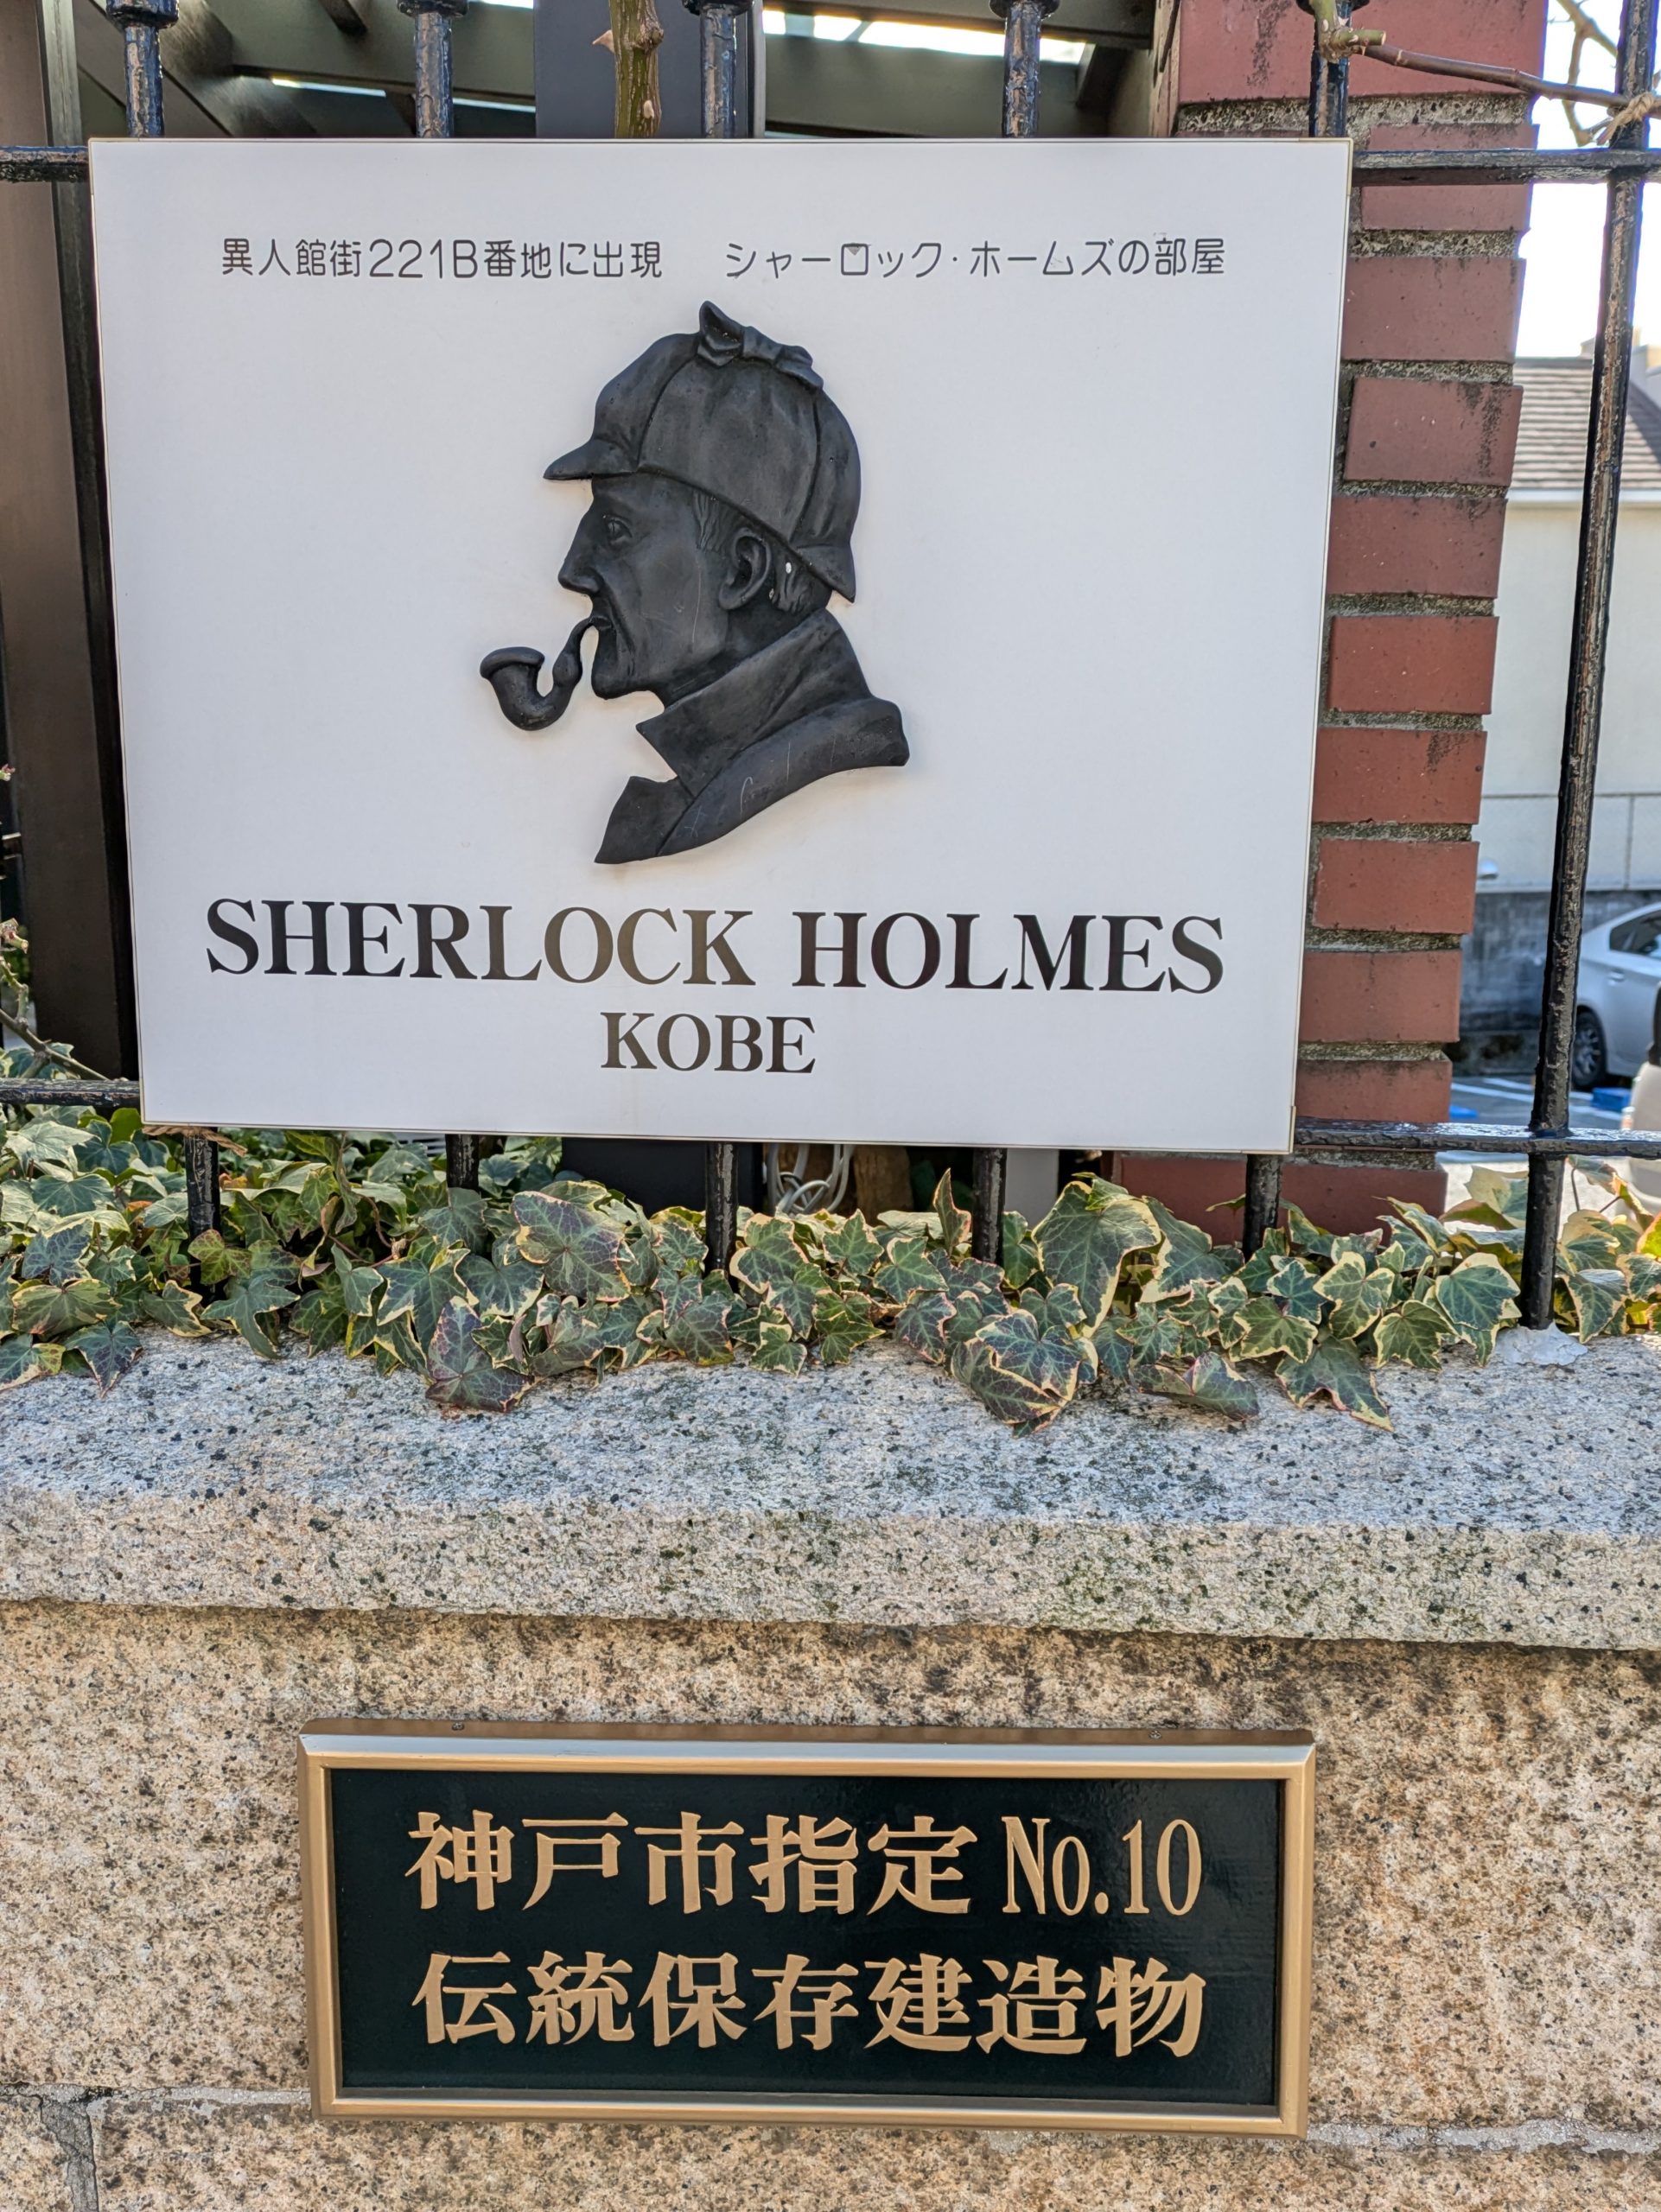 異人館街221B番地に出現　シャーロック・ホームズの部屋
SHERLOCK HOLMES
KOBE
神戸市指定 No.10
伝統保存建造物